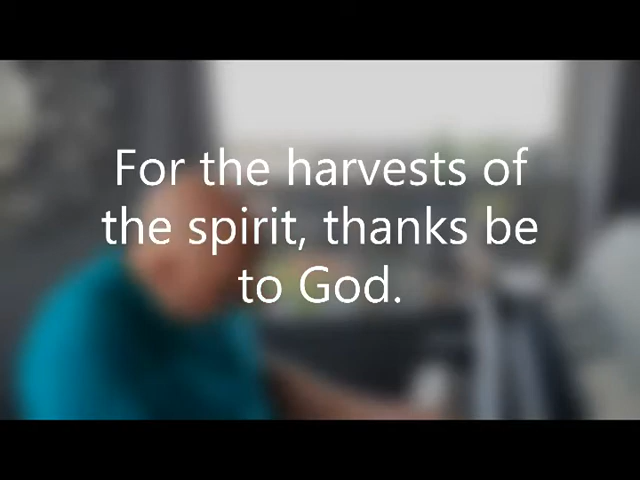 For the harvests of
the spirit, thanks be
to God.